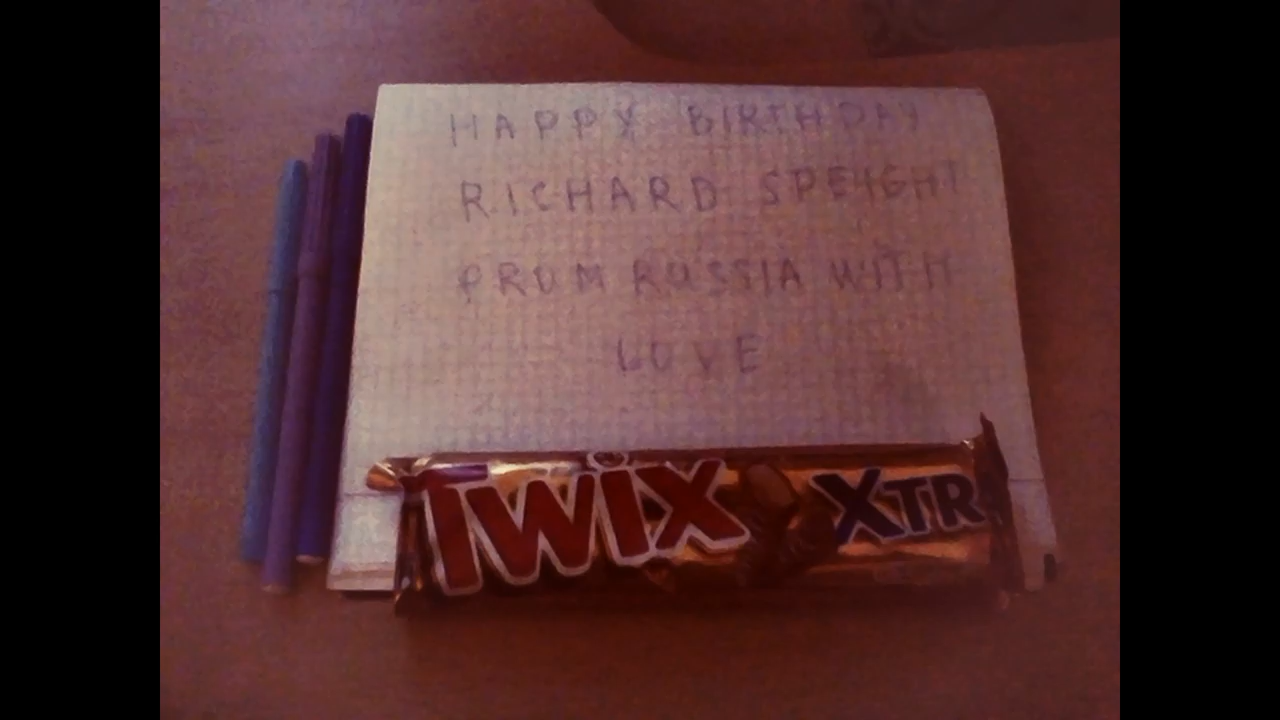 HAPPY BIRTHDAY
RICHARD SPEIGHT
FROM RUSSIA WITH
LOVE
TWIX XTR